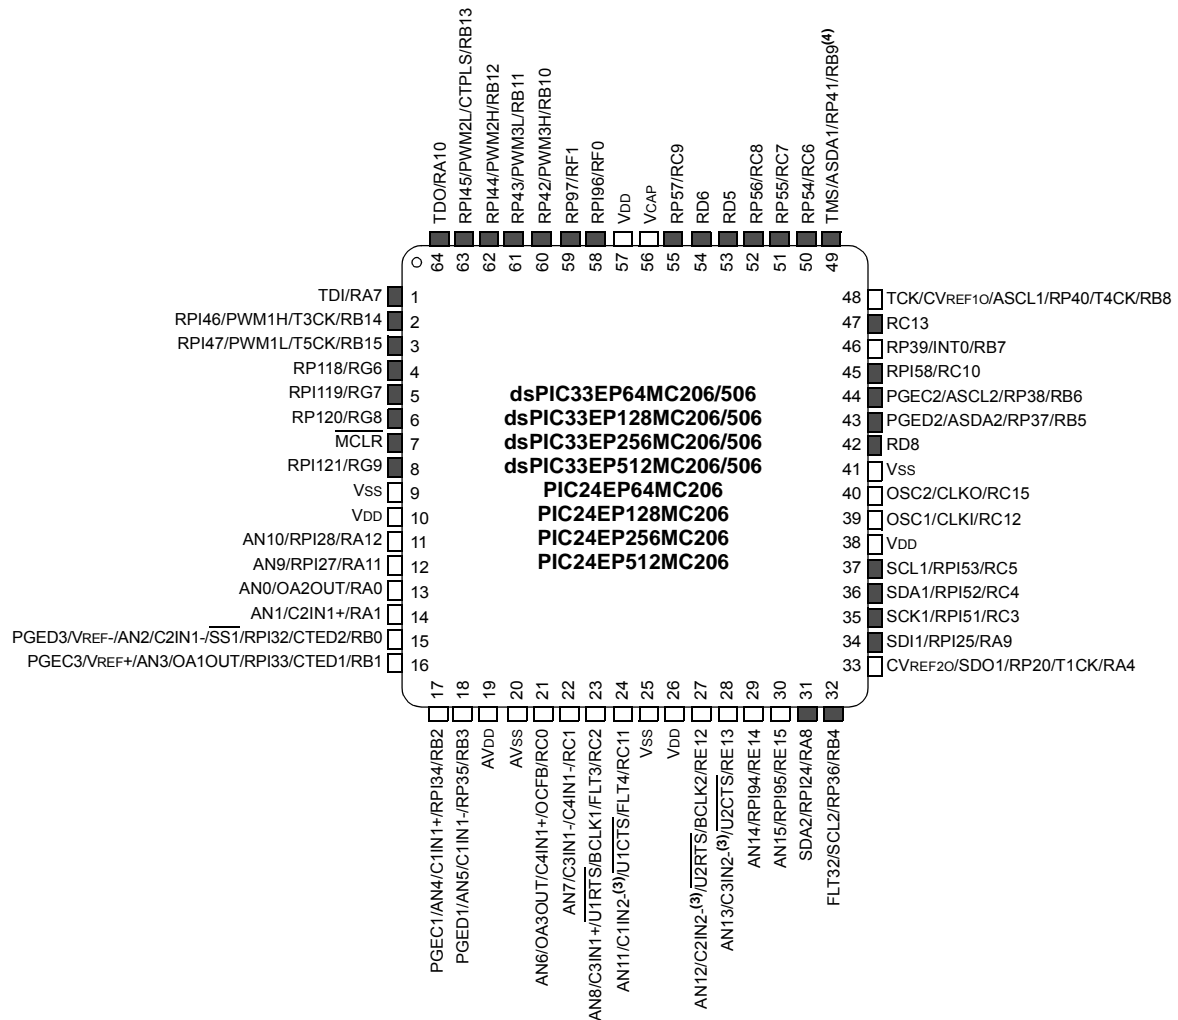 TDO/RA10
RPI45/PWM2L/CTPLS/RB13
RPI44/PWM2H/RB12
RP43/PWM3L/RB11
RP42/PWM3H/RB10
RP97/RF1
RPI96/RF0
VDD
VCAP
RP57/RC9
RD6
RD5
RP56/RC8
RP55/RC7
RP54/RC6
TMS/ASDA1/RP41/RB9(4)
64
63
62
61
60
59
58
57
56
55
54
53
52
51
50
49
TDI/RA7 1
RPI46/PWM1H/T3CK/RB14 2
RPI47/PWM1L/T5CK/RB15 3
RP118/RG6 4
RPI119/RG7 5
RP120/RG8 6
MCLR 7
RPI121/RG9 8
VSS 9
VDD 10
AN10/RPI28/RA12 11
AN9/RPI27/RA11 12
AN0/OA2OUT/RA0 13
AN1/C2IN1+/RA1 14
PGED3/VREF-/AN2/C2IN1-/SS1/RPI32/CTED2/RB0 15
PGEC3/VREF+/AN3/OA1OUT/RPI33/CTED1/RB1 16
dsPIC33EP64MC206/506
dsPIC33EP128MC206/506
dsPIC33EP256MC206/506
dsPIC33EP512MC206/506
PIC24EP64MC206
PIC24EP128MC206
PIC24EP256MC206
PIC24EP512MC206
48 TCK/CVREF1O/ASCL1/RP40/T4CK/RB8
47 RC13
46 RP39/INT0/RB7
45 RPI58/RC10
44 PGEC2/ASCL2/RP38/RB6
43 PGED2/ASDA2/RP37/RB5
42 RD8
41 VSS
40 OSC2/CLKO/RC15
39 OSC1/CLKI/RC12
38 VDD
37 SCL1/RPI53/RC5
36 SDA1/RPI52/RC4
35 SCK1/RPI51/RC3
34 SDI1/RPI25/RA9
33 CVREF2O/SDO1/RP20/T1CK/RA4
17
18
19
20
21
22
23
24
25
26
27
28
29
30
31
32
PGEC1/AN4/C1IN1+/RPI34/RB2
PGED1/AN5/C1IN1-/RP35/RB3
AVDD
AVSS
AN6/OA3OUT/C4IN1+/OCFB/RC0
AN7/C3IN1-/C4IN1-/RC1
AN8/C3IN1+/U1RTS/BCLK1/FLT3/RC2
AN11/C1IN2-(3)/U1CTS/FLT4/RC11
VSS
VDD
AN12/C2IN2-(3)/U2RTS/BCLK2/RE12
AN13/C3IN2-(3)/U2CTS/RE13
AN14/RPI94/RE14
AN15/RPI95/RE15
SDA2/RPI24/RA8
FLT32/SCL2/RP36/RB4